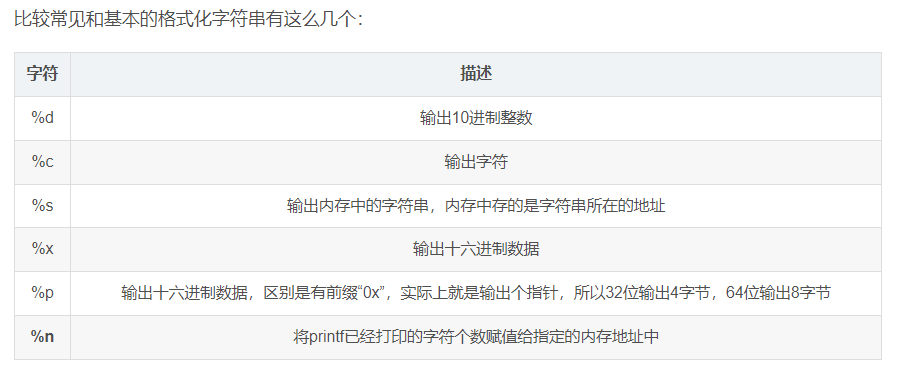 比较常见和基本的格式化字符串有这么几个：
字符 描述
%d 输出10进制整数
%c 输出字符
%s 输出内存中的字符串，内存中存的是字符串所在的地址
%x 输出十六进制数据
%p 输出十六进制数据，区别是有前缀“0x”，实际上就是输出个指针，所以32位输出4字节，64位输出8字节
%n 将printf已经打印的字符个数赋值给指定的内存地址中